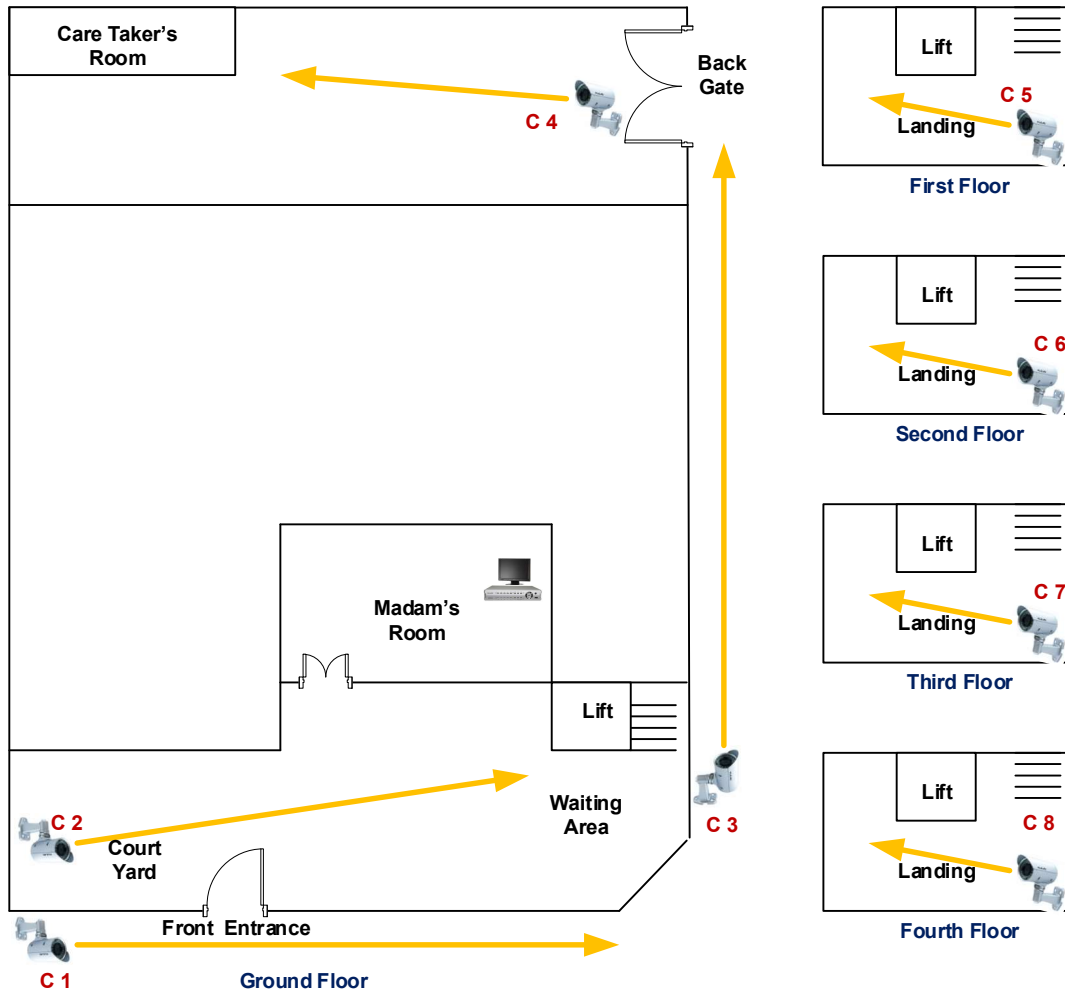 Care Taker's
Room
C 4
Back
Gate
Madam's
Room
Lift
Waiting
Area
C 3
C 2
Court
Yard
Front Entrance
C 1
Ground Floor
Lift
C 5
Landing
First Floor
Lift
C 6
Landing
Second Floor
Lift
C 7
Landing
Third Floor
Lift
C 8
Landing
Fourth Floor